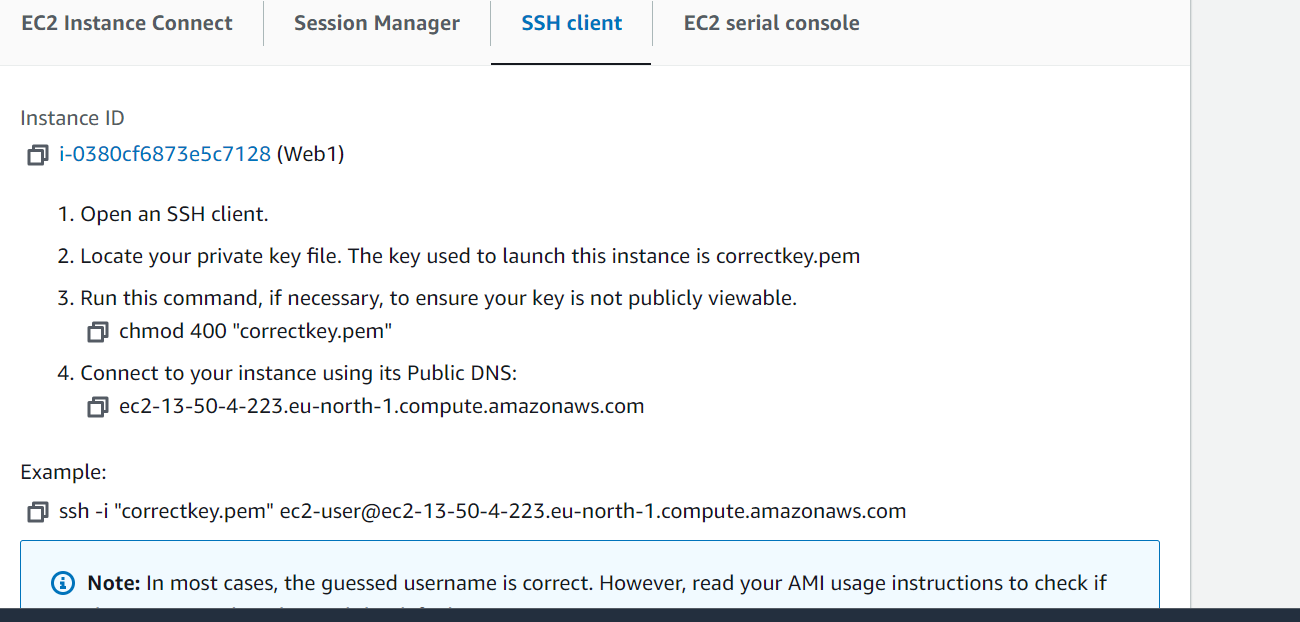 EC2 Instance Connect Session Manager SSH client EC2 serial console
Instance ID
i-0380cf6873e5c7128 (Web1)
1. Open an SSH client.
2. Locate your private key file. The key used to launch this instance is correctkey.pem
3. Run this command, if necessary, to ensure your key is not publicly viewable.
chmod 400 "correctkey.pem"
4. Connect to your instance using its Public DNS:
ec2-13-50-4-223.eu-north-1.compute.amazonaws.com
Example:
ssh -i "correctkey.pem" ec2-user@ec2-13-50-4-223.eu-north-1.compute.amazonaws.com
Note: In most cases, the guessed username is correct. However, read your AMI usage instructions to check if